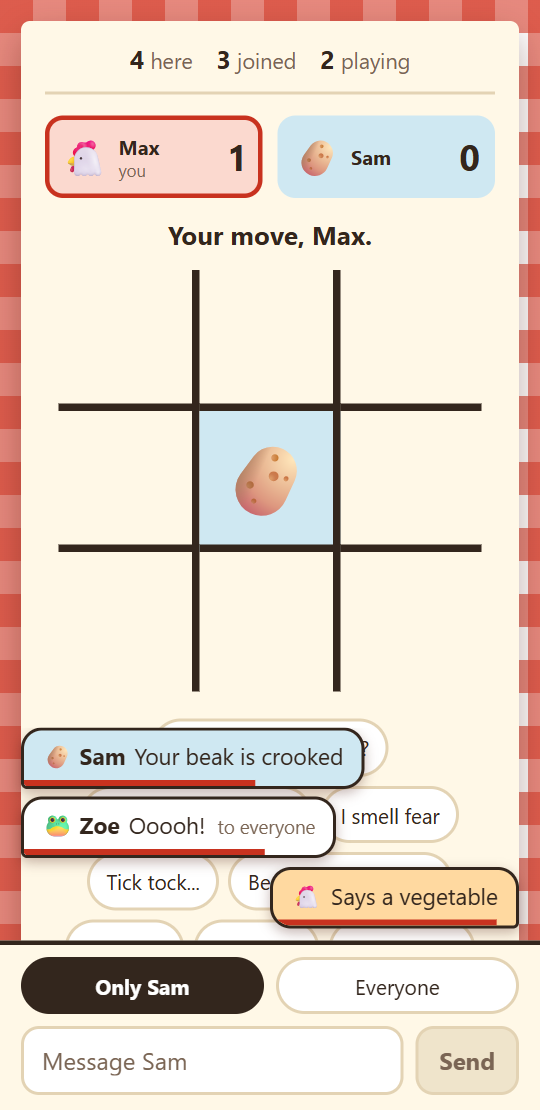 4 here 3 joined 2 playing
Max
you
1
Sam
0
Your move, Max.
?
Sam Your beak is crooked
I smell fear
Zoe Ooooh! to everyone
Tick tock...
Be
Says a vegetable
Only Sam
Everyone
Message Sam
Send